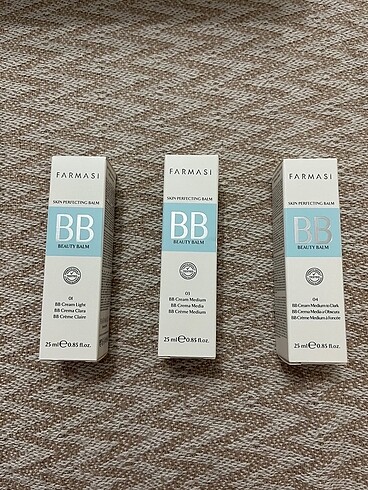 FARMASI
SKIN PERFECTING BALM
BB
BEAUTY BALM
01
BB Cream Light
BB Crema Clara
BB Crème Claire
25 ml ℮ 0.85 fl.oz.
FARMASI
SKIN PERFECTING BALM
BB
BEAUTY BALM
03
BB Cream Medium
BB Crema Media
BB Crème Medium
25 ml ℮ 0.85 fl.oz.
FARMASI
SKIN PERFECTING BALM
BB
BEAUTY BALM
04
BB Cream Medium to Dark
BB Crema Media a Obscura
BB Crème Medium à Foncée
25 ml ℮ 0.85 fl.oz.